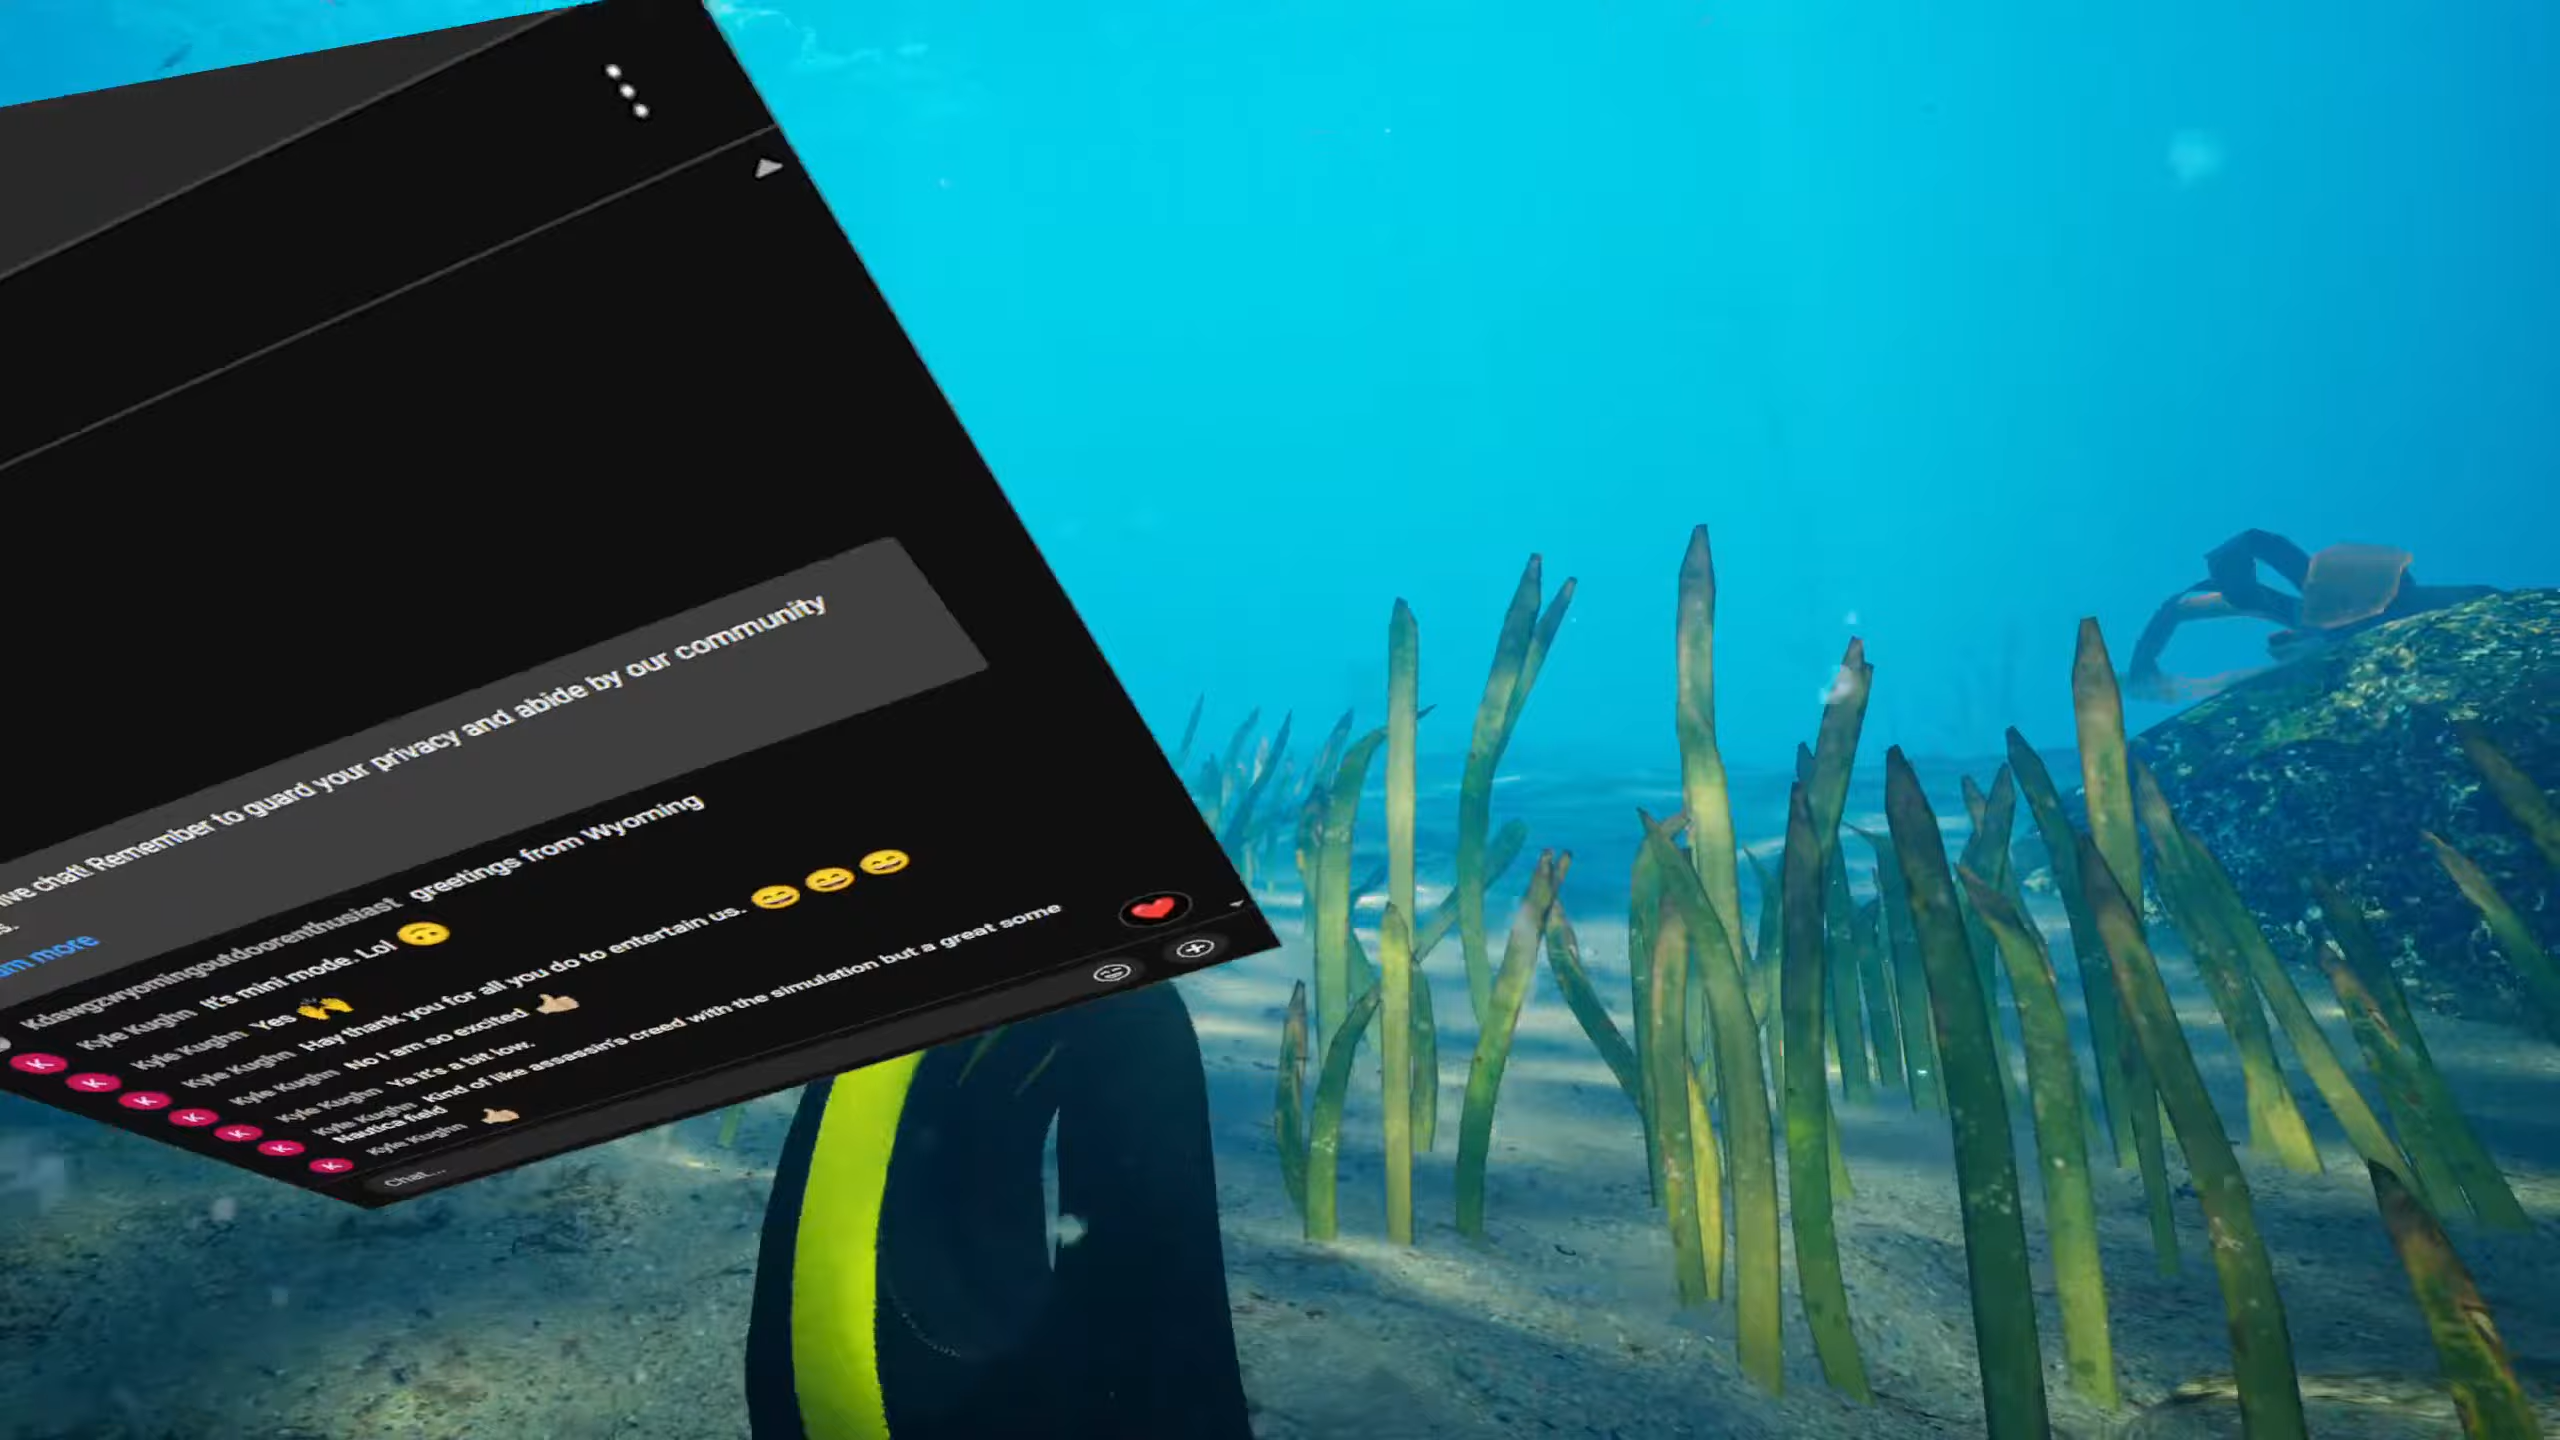 live chat! Remember to guard your privacy and abide by our community
s.
am more
Kdawgzwyomingoutdoorenthusiast greetings from Wyoming
K Kyle Kughn It's mini mode. Lol 🙃
K Kyle Kughn Yes 🙌
K Kyle Kughn Hay thank you for all you do to entertain us. 😄😄😄
K Kyle Kughn No I am so excited 👍🏼
K Kyle Kughn Ya it's a bit low.
K Kyle Kughn Kind of like assassin's creed with the simulation but a great some
Nautica field
K Kyle Kughn 👍🏼
Chat...